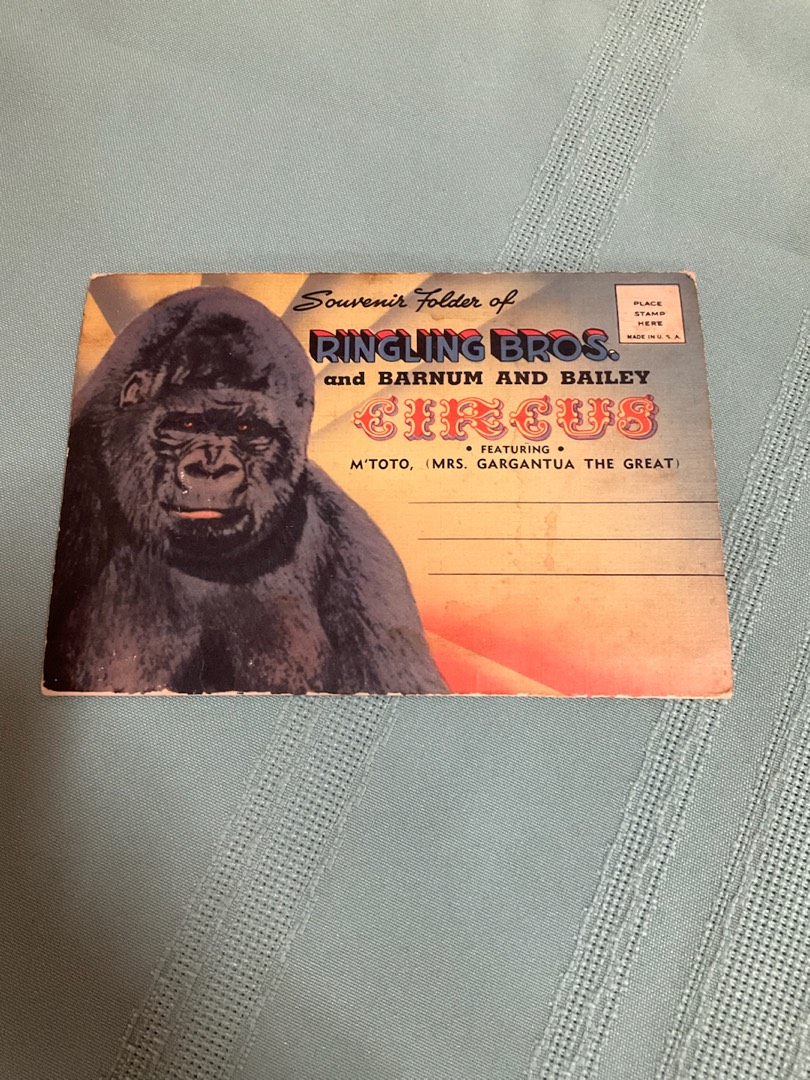 Souvenir Folder of
RINGLING BROS.
and BARNUM AND BAILEY
CIRCUS
• FEATURING •
M'TOTO, (MRS. GARGANTUA THE GREAT)
PLACE
STAMP
HERE
MADE IN U. S. A.